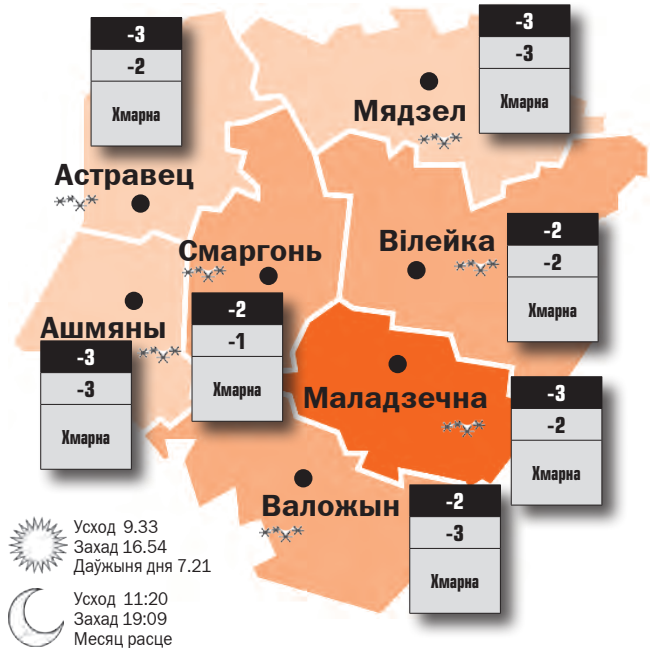 -3
-2
Хмарна
-3
-3
Хмарна
Мядзел
Астравец
Смаргонь
Вілейка
-2
-2
Хмарна
Ашмяны
-3
-3
Хмарна
-2
-1
Хмарна
Маладзечна
-3
-2
Хмарна
Валожын
-2
-3
Хмарна
Усход 9.33
Захад 16.54
Даўжыня дня 7.21
Усход 11:20
Захад 19:09
Месяц расце